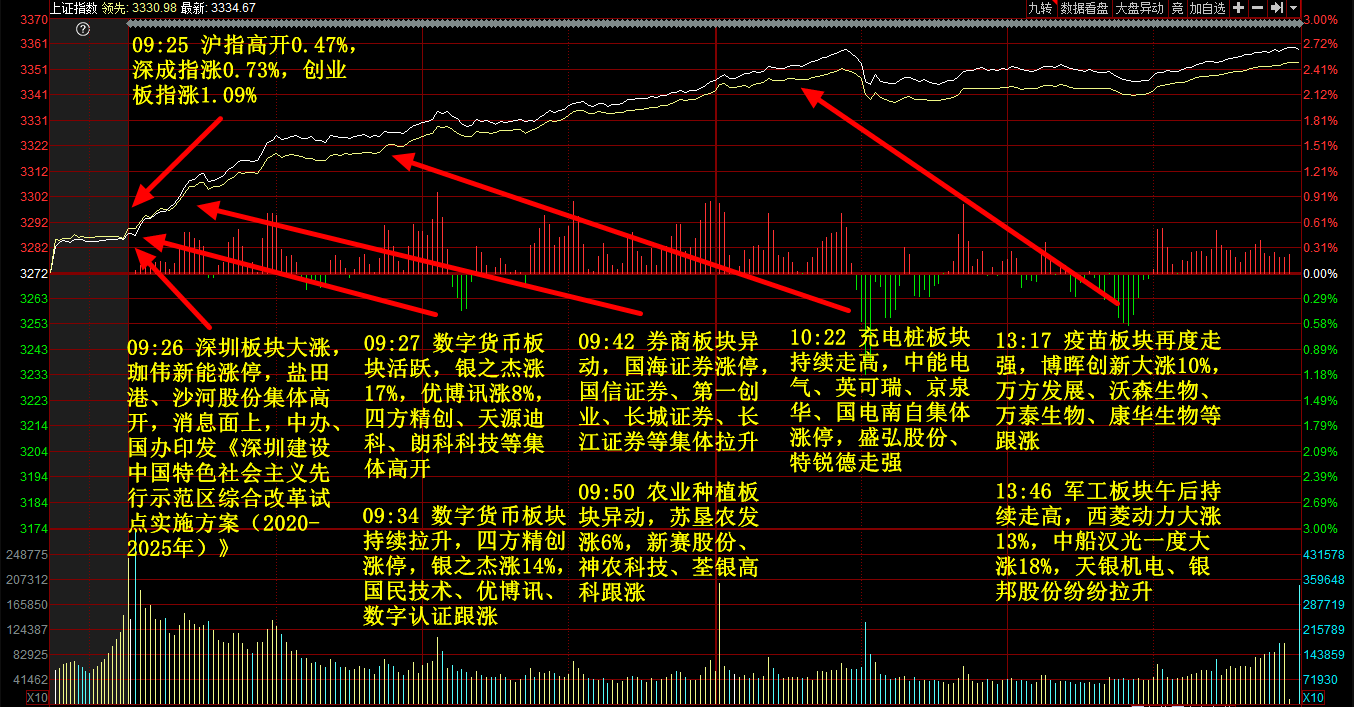 上证指数 领先: 3330.98 最新: 3334.67
九转 数据看盘 大盘异动 竞 加自选
3370
3361
3351
3341
3331
3322
3312
3302
3292
3282
3272
3263
3253
3243
3233
3223
3214
3204
3194
3184
3174
248775
207312
165850
124387
82925
41462
X10
3.00%
2.72%
2.41%
2.12%
1.81%
1.51%
1.21%
0.91%
0.61%
0.31%
0.00%
0.29%
0.58%
0.89%
1.18%
1.49%
1.79%
2.09%
2.39%
2.69%
3.00%
431578
359648
287719
215789
143859
71930
X10
09:25 沪指高开0.47%，
深成指涨0.73%，创业
板指涨1.09%
09:26 深圳板块大涨，
珈伟新能涨停，盐田
港、沙河股份集体高
开，消息面上，中办、
国办印发《深圳建设
中国特色社会主义先
行示范区综合改革试
点实施方案（2020-
2025年）》
09:27 数字货币板
块活跃，银之杰涨
17%，优博讯涨8%，
四方精创、天源迪
科、朗科科技等集
体高开
09:34 数字货币板块
持续拉升，四方精创
涨停，银之杰涨14%，
国民技术、优博讯、
数字认证跟涨
09:42 券商板块异
动，国海证券涨停，
国信证券、第一创
业、长城证券、长
江证券等集体拉升
09:50 农业种植板
块异动，苏垦农发
涨6%，新赛股份、
神农科技、荃银高
科跟涨
10:22 充电桩板块
持续走高，中能电
气、英可瑞、京泉
华、国电南自集体
涨停，盛弘股份、
特锐德走强
13:17 疫苗板块再度走
强，博晖创新大涨10%，
万方发展、沃森生物、
万泰生物、康华生物等
跟涨
13:46 军工板块午后持
续走高，西菱动力大涨
13%，中船汉光一度大
涨18%，天银机电、银
邦股份纷纷拉升